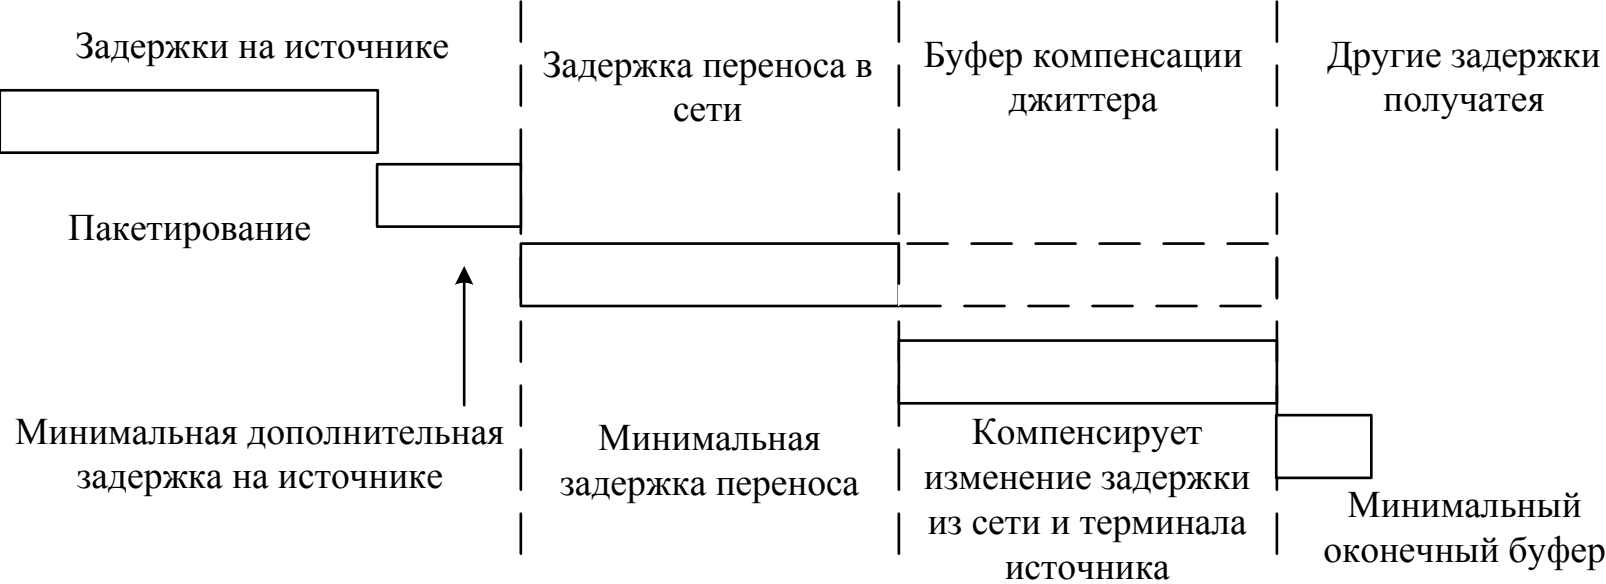 Задержки на источнике
Задержка переноса в
сети
Буфер компенсации
джиттера
Другие задержки
получатея
Пакетирование
Минимальная дополнительная
задержка на источнике
Минимальная
задержка переноса
Компенсирует
изменение задержки
из сети и терминала
источника
Минимальный
оконечный буфер